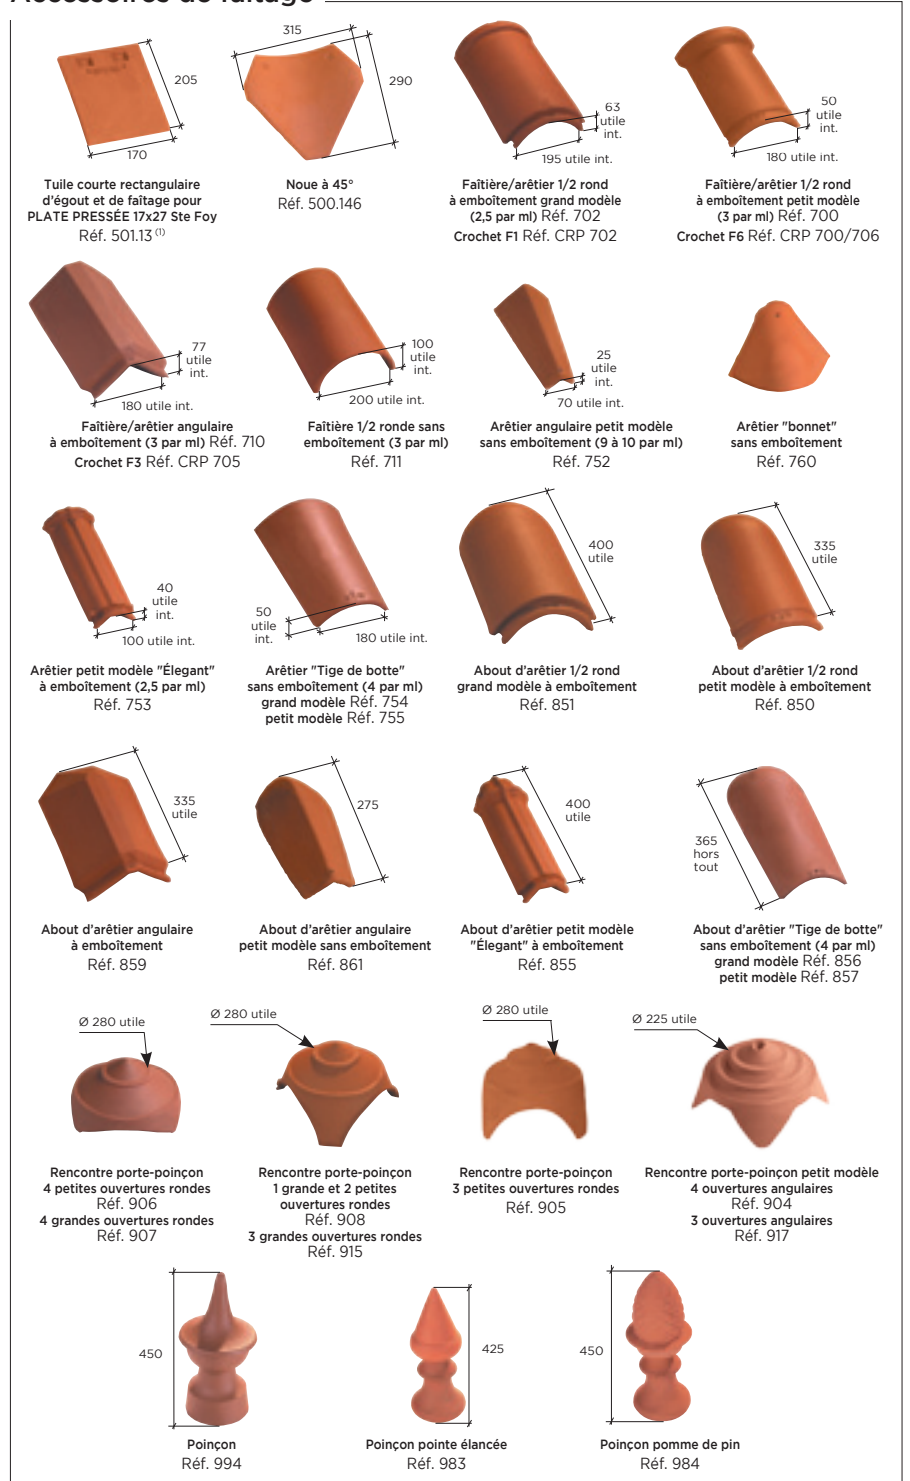 Accessoires de faîtage
315
205
290
170
63
utile
int.
195 utile int.
50
utile
int.
180 utile int.
Tuile courte rectangulaire
d'égout et de faîtage pour
PLATE PRESSÉE 17x27 Ste Foy
Réf. 501.13 (1)
Noue à 45°
Réf. 500.146
Faîtière/arêtier 1/2 rond
à emboîtement grand modèle
(2,5 par ml) Réf. 702
Crochet F1 Réf. CRP 702
Faîtière/arêtier 1/2 rond
à emboîtement petit modèle
(3 par ml) Réf. 700
Crochet F6 Réf. CRP 700/706
77
utile
int.
180 utile int.
100
utile
int.
200 utile int.
25
utile
int.
70 utile int.
Faîtière/arêtier angulaire
à emboîtement (3 par ml) Réf. 710
Crochet F3 Réf. CRP 705
Faîtière 1/2 ronde sans
emboîtement (3 par ml)
Réf. 711
Arêtier angulaire petit modèle
sans emboîtement (9 à 10 par ml)
Réf. 752
Arêtier "bonnet"
sans emboîtement
Réf. 760
40
utile
int.
100 utile int.
50
utile
int.
180 utile int.
400
utile
335
utile
Arêtier petit modèle "Élegant"
à emboîtement (2,5 par ml)
Réf. 753
Arêtier "Tige de botte"
sans emboîtement (4 par ml)
grand modèle Réf. 754
petit modèle Réf. 755
About d'arêtier 1/2 rond
grand modèle à emboîtement
Réf. 851
About d'arêtier 1/2 rond
petit modèle à emboîtement
Réf. 850
335
utile
275
400
utile
365
hors
tout
About d'arêtier angulaire
à emboîtement
Réf. 859
About d'arêtier angulaire
petit modèle sans emboîtement
Réf. 861
About d'arêtier petit modèle
"Élegant" à emboîtement
Réf. 855
About d'arêtier "Tige de botte"
sans emboîtement (4 par ml)
grand modèle Réf. 856
petit modèle Réf. 857
Ø 280 utile
Ø 280 utile
Ø 280 utile
Ø 225 utile
Rencontre porte-poinçon
4 petites ouvertures rondes
Réf. 906
4 grandes ouvertures rondes
Réf. 907
Rencontre porte-poinçon
1 grande et 2 petites
ouvertures rondes
Réf. 908
3 grandes ouvertures rondes
Réf. 915
Rencontre porte-poinçon
3 petites ouvertures rondes
Réf. 905
Rencontre porte-poinçon petit modèle
4 ouvertures angulaires
Réf. 904
3 ouvertures angulaires
Réf. 917
450
425
450
Poinçon
Réf. 994
Poinçon pointe élancée
Réf. 983
Poinçon pomme de pin
Réf. 984